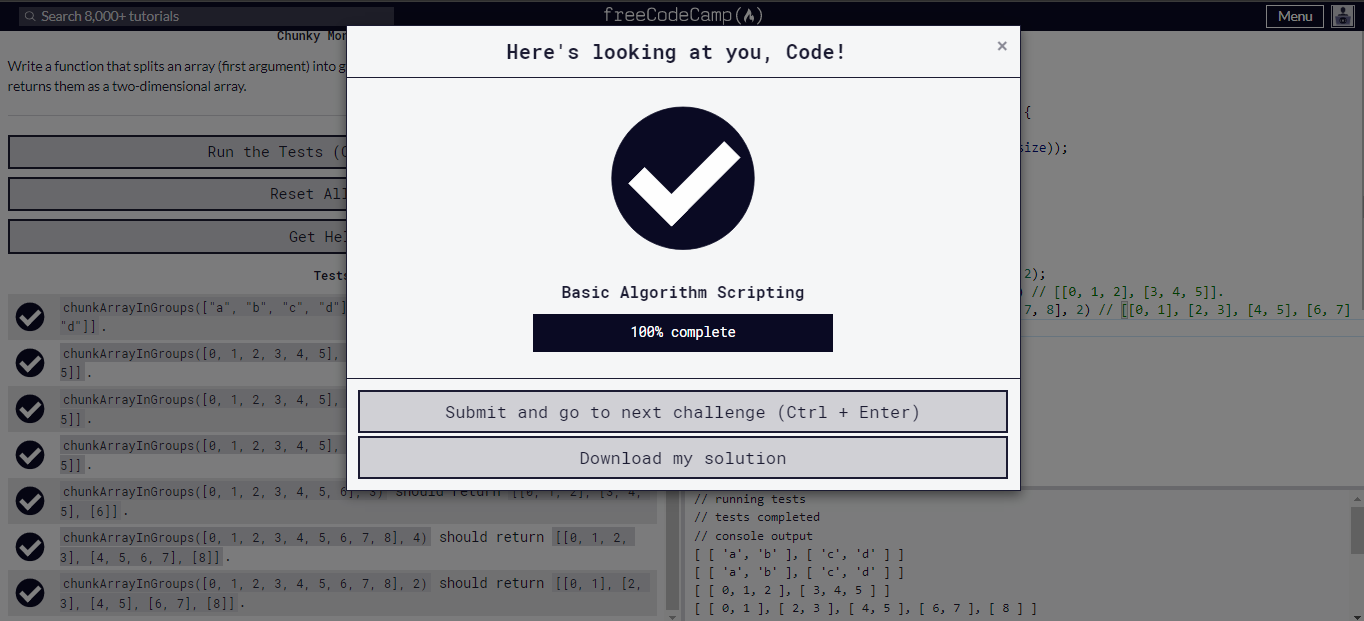 Search 8,000+ tutorials
freeCodeCamp
Menu
Chunky Mon
Write a function that splits an array (first argument) into g
returns them as a two-dimensional array.
Run the Tests (C
Reset All
Get Hel
Tests
chunkArrayInGroups(["a", "b", "c", "d"]
"d"]].
chunkArrayInGroups([0, 1, 2, 3, 4, 5],
5]].
chunkArrayInGroups([0, 1, 2, 3, 4, 5],
5]].
chunkArrayInGroups([0, 1, 2, 3, 4, 5],
5]].
chunkArrayInGroups([0, 1, 2, 3, 4, 5, 6], 3) should return [[0, 1, 2], [3, 4,
5], [6]].
chunkArrayInGroups([0, 1, 2, 3, 4, 5, 6, 7, 8], 4) should return [[0, 1, 2,
3], [4, 5, 6, 7], [8]].
chunkArrayInGroups([0, 1, 2, 3, 4, 5, 6, 7, 8], 2) should return [[0, 1], [2,
3], [4, 5], [6, 7], [8]].
Here's looking at you, Code!
×
Basic Algorithm Scripting
100% complete
Submit and go to next challenge (Ctrl + Enter)
Download my solution
{
size));
2);
) // [[0, 1, 2], [3, 4, 5]].
7, 8], 2) // [[0, 1], [2, 3], [4, 5], [6, 7]
// running tests
// tests completed
// console output
[ [ 'a', 'b' ], [ 'c', 'd' ] ]
[ [ 'a', 'b' ], [ 'c', 'd' ] ]
[ [ 0, 1, 2 ], [ 3, 4, 5 ] ]
[ [ 0, 1 ], [ 2, 3 ], [ 4, 5 ], [ 6, 7 ], [ 8 ] ]